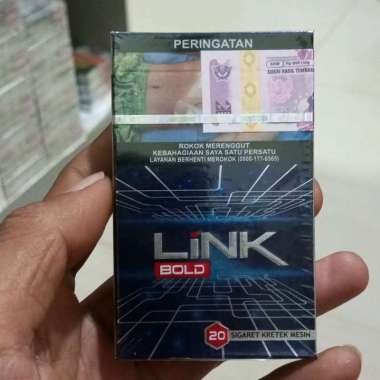 PERINGATAN
ROKOK MERENGGUT
KEBAHAGIAAN SAYA SATU PERSATU
LAYANAN BERHENTI MEROKOK (0800-177-6565)
LiNK
BOLD
20 SIGARET KRETEK MESIN